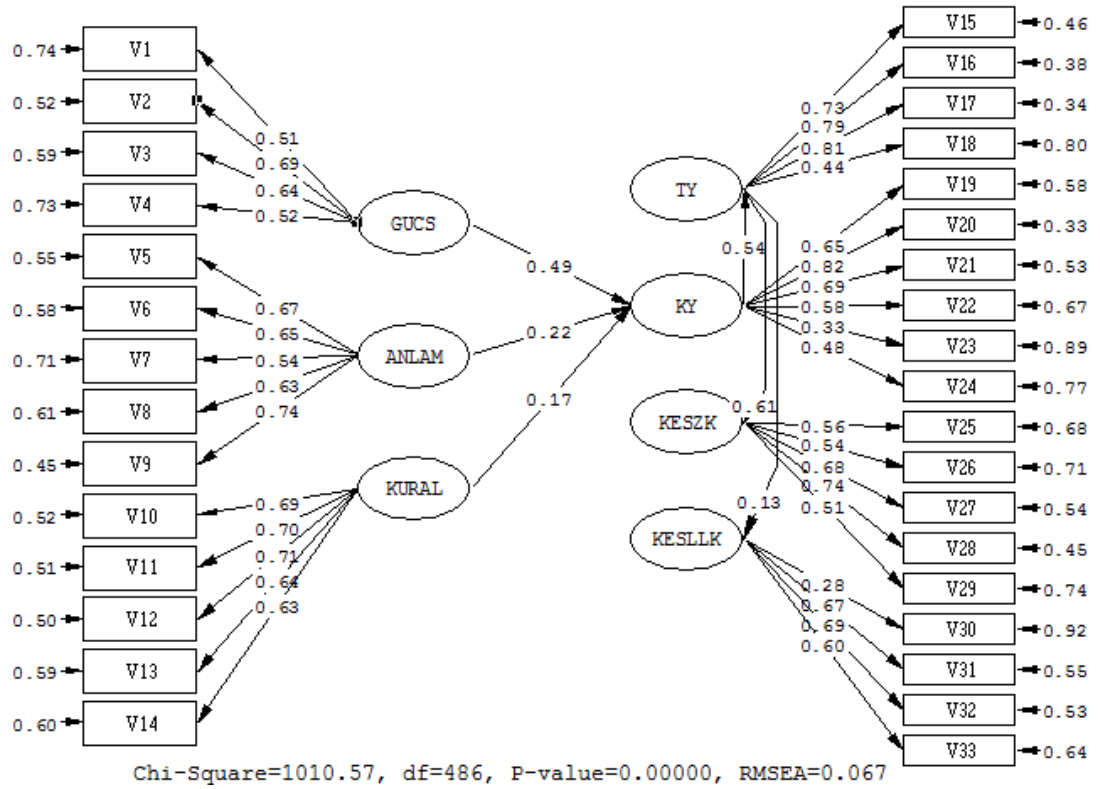 0.74 V1
0.52 V2
0.59 V3
0.73 V4
0.55 V5
0.58 V6
0.71 V7
0.61 V8
0.45 V9
0.52 V10
0.51 V11
0.50 V12
0.59 V13
0.60 V14
0.51
0.69
0.64
0.52
0.67
0.65
0.54
0.63
0.74
0.69
0.70
0.71
0.64
0.63
GUCS
ANLAM
KURAL
0.49
0.22
0.17
TY
KY
KESZK
KESLLK
0.54
0.61
0.13
0.73
0.79
0.81
0.44
0.65
0.82
0.69
0.58
0.33
0.48
0.56
0.54
0.68
0.74
0.51
0.28
0.67
0.69
0.60
V15 0.46
V16 0.38
V17 0.34
V18 0.80
V19 0.58
V20 0.33
V21 0.53
V22 0.67
V23 0.89
V24 0.77
V25 0.68
V26 0.71
V27 0.54
V28 0.45
V29 0.74
V30 0.92
V31 0.55
V32 0.53
V33 0.64
Chi-Square=1010.57, df=486, P-value=0.00000, RMSEA=0.067